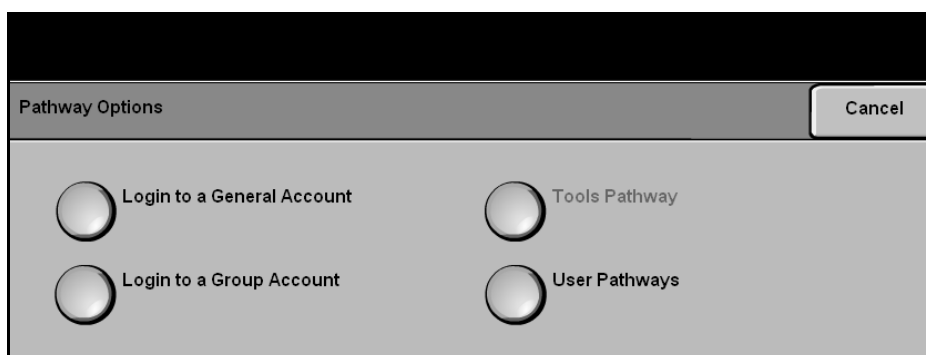 Pathway Options
Cancel
Login to a General Account
Tools Pathway
Login to a Group Account
User Pathways